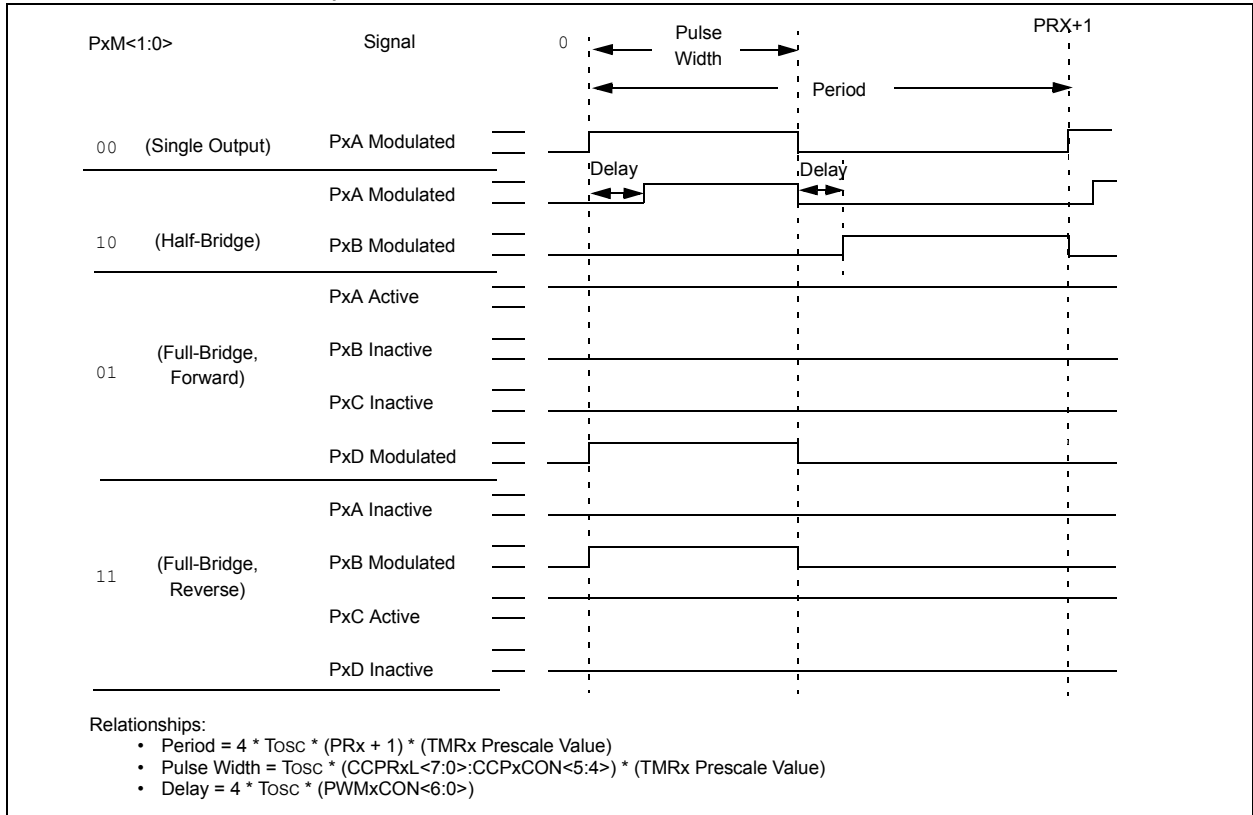 PxM<1:0>
Signal
0
Pulse
Width
PRX+1
Period
00 (Single Output)
PxA Modulated
Delay
Delay
PxA Modulated
10 (Half-Bridge)
PxB Modulated
PxA Active
01
(Full-Bridge,
Forward)
PxB Inactive
PxC Inactive
PxD Modulated
PxA Inactive
11
(Full-Bridge,
Reverse)
PxB Modulated
PxC Active
PxD Inactive
Relationships:
• Period = 4 * TOSC * (PRx + 1) * (TMRx Prescale Value)
• Pulse Width = TOSC * (CCPRxL<7:0>:CCPxCON<5:4>) * (TMRx Prescale Value)
• Delay = 4 * TOSC * (PWMxCON<6:0>)